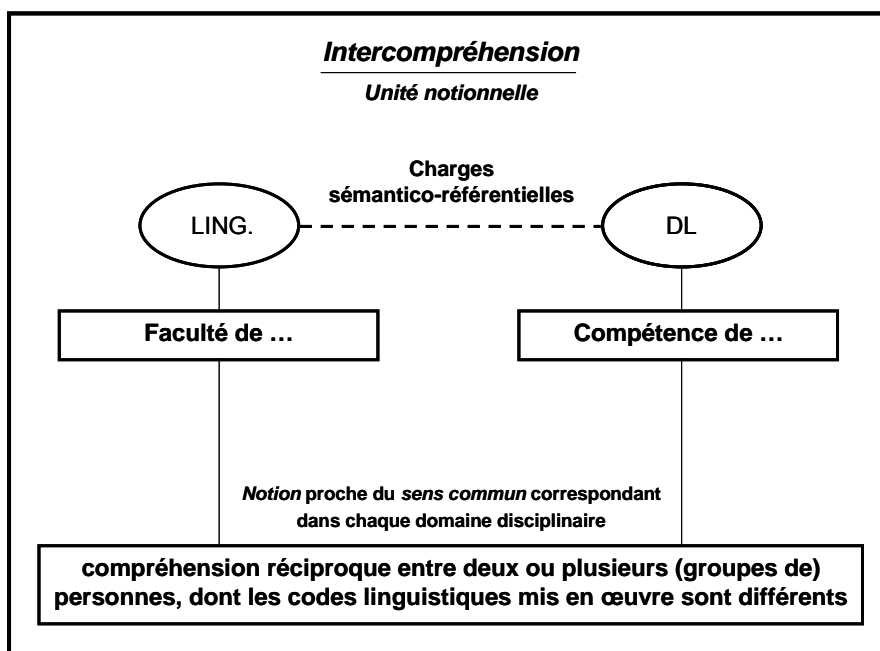 Intercompréhension
Unité notionnelle
Charges
sémantico-référentielles
LING.
DL
Faculté de ...
Compétence de ...
Notion proche du sens commun correspondant
dans chaque domaine disciplinaire
compréhension réciproque entre deux ou plusieurs (groupes de)
personnes, dont les codes linguistiques mis en œuvre sont différents